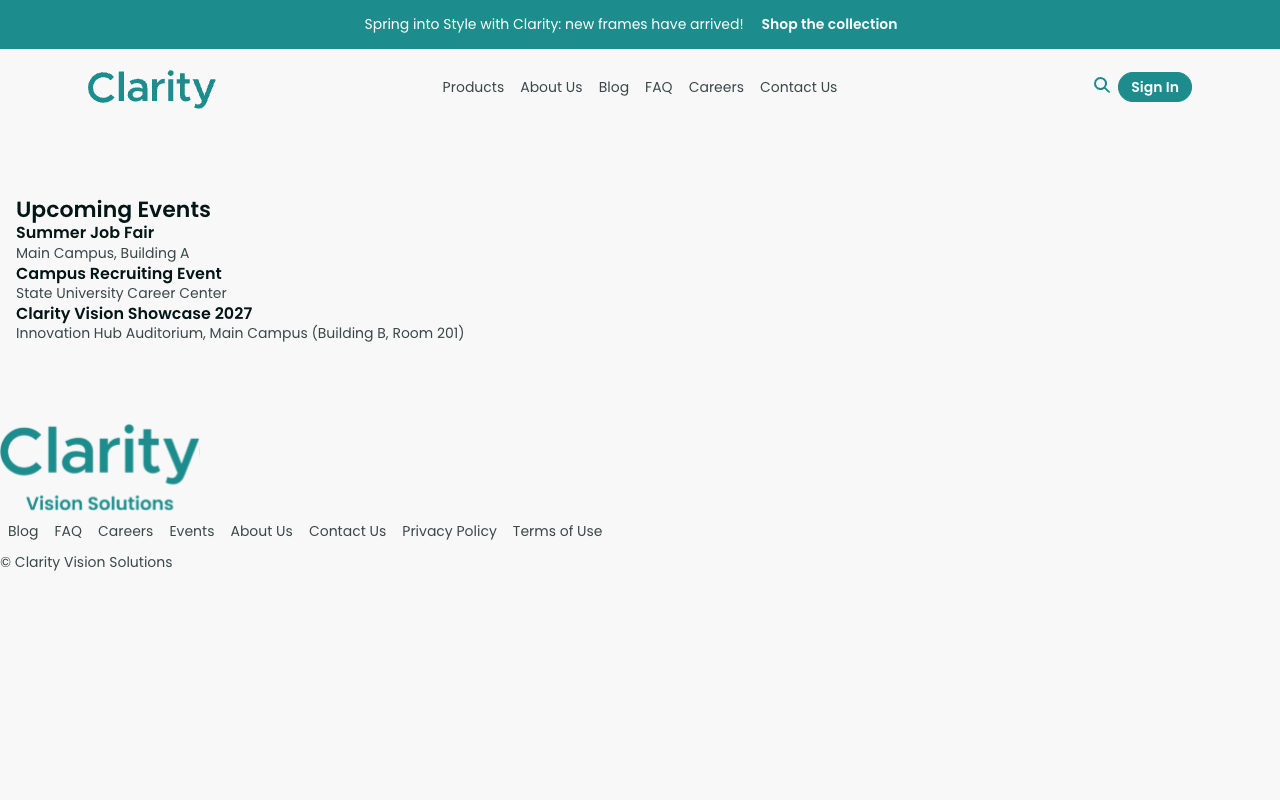 Spring into Style with Clarity: new frames have arrived! Shop the collection
Clarity
Products About Us Blog FAQ Careers Contact Us
Sign In
Upcoming Events
Summer Job Fair
Main Campus, Building A
Campus Recruiting Event
State University Career Center
Clarity Vision Showcase 2027
Innovation Hub Auditorium, Main Campus (Building B, Room 201)
Clarity
Vision Solutions
Blog FAQ Careers Events About Us Contact Us Privacy Policy Terms of Use
© Clarity Vision Solutions